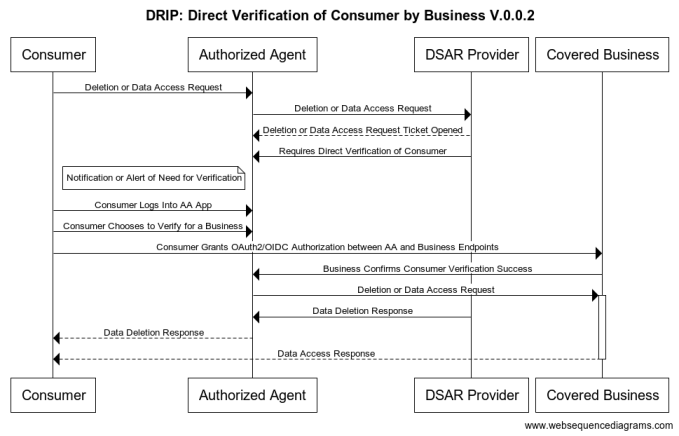 DRIP: Direct Verification of Consumer by Business V.0.0.2
Consumer
Authorized Agent
DSAR Provider
Covered Business
Deletion or Data Access Request
Deletion or Data Access Request
Deletion or Data Access Request Ticket Opened
Requires Direct Verification of Consumer
Notification or Alert of Need for Verification
Consumer Logs Into AA App
Consumer Chooses to Verify for a Business
Consumer Grants OAuth2/OIDC Authorization between AA and Business Endpoints
Business Confirms Consumer Verification Success
Deletion or Data Access Request
Data Deletion Response
Data Deletion Response
Data Access Response
Consumer
Authorized Agent
DSAR Provider
Covered Business
www.websequencediagrams.com